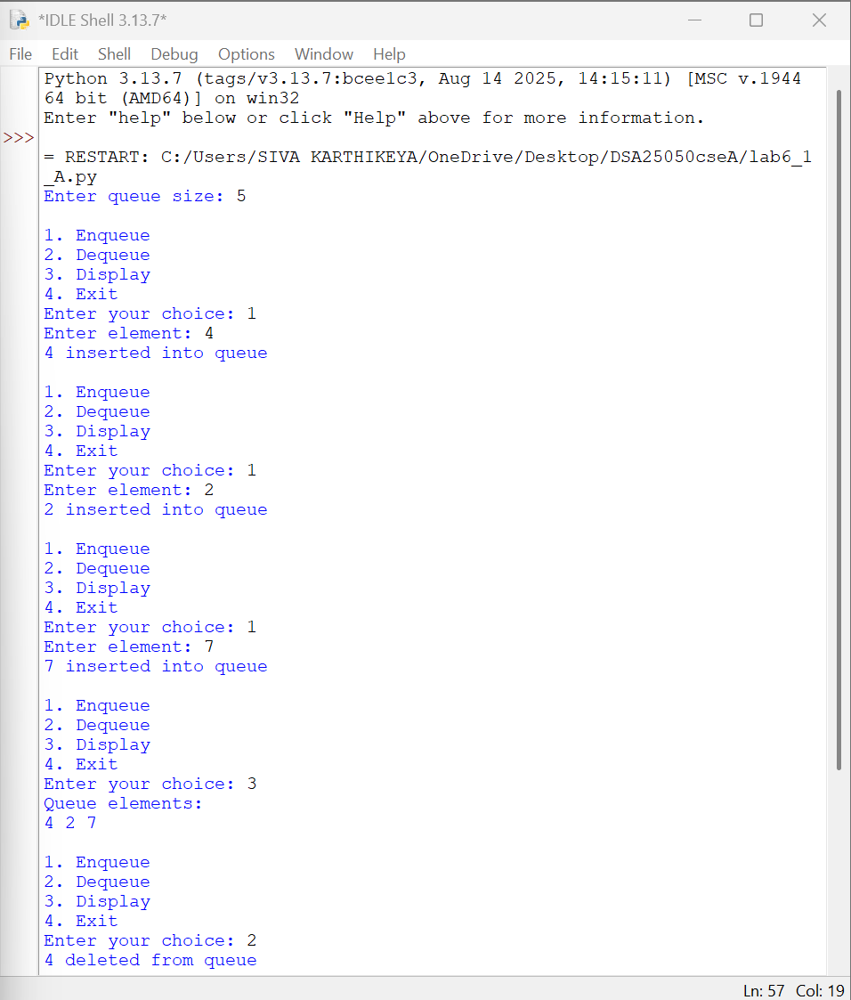 *IDLE Shell 3.13.7*
File Edit Shell Debug Options Window Help
Python 3.13.7 (tags/v3.13.7:bcee1c3, Aug 14 2025, 14:15:11) [MSC v.1944
64 bit (AMD64)] on win32
Enter "help" below or click "Help" above for more information.
>>>
= RESTART: C:/Users/SIVA KARTHIKEYA/OneDrive/Desktop/DSA25050cseA/lab6_1
_A.py
Enter queue size: 5

1. Enqueue
2. Dequeue
3. Display
4. Exit
Enter your choice: 1
Enter element: 4
4 inserted into queue

1. Enqueue
2. Dequeue
3. Display
4. Exit
Enter your choice: 1
Enter element: 2
2 inserted into queue

1. Enqueue
2. Dequeue
3. Display
4. Exit
Enter your choice: 1
Enter element: 7
7 inserted into queue

1. Enqueue
2. Dequeue
3. Display
4. Exit
Enter your choice: 3
Queue elements:
4 2 7

1. Enqueue
2. Dequeue
3. Display
4. Exit
Enter your choice: 2
4 deleted from queue
Ln: 57 Col: 19